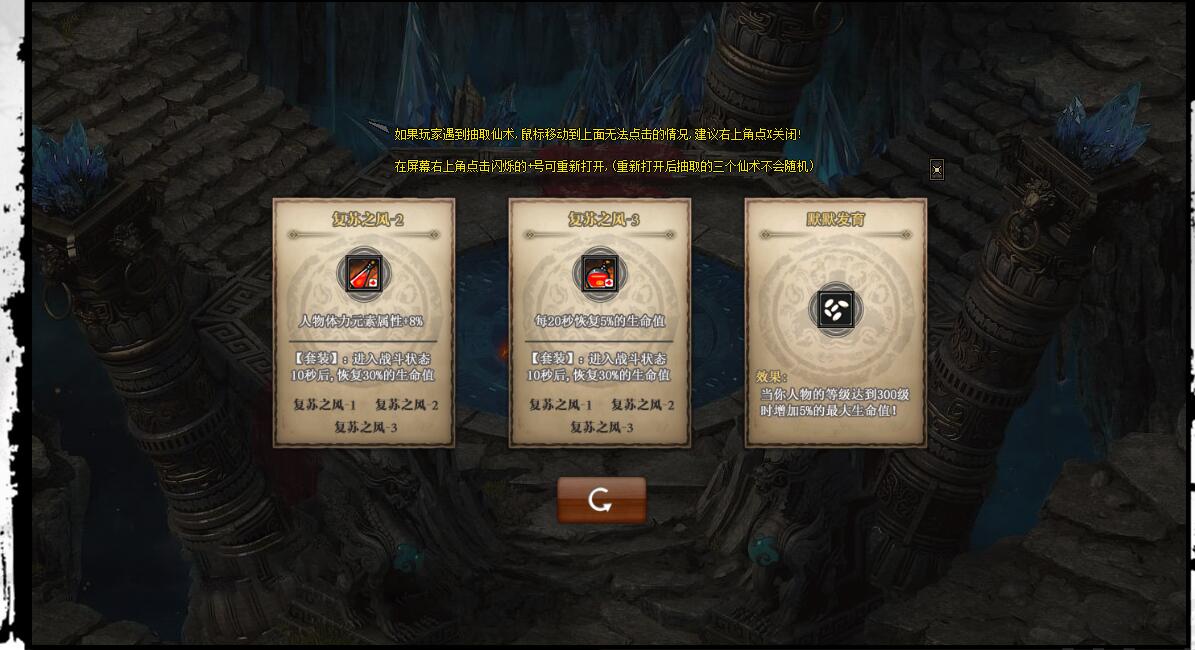 如果玩家遇到抽取仙术,鼠标移动到上面无法点击的情况,建议右上角点X关闭!
在屏幕右上角点击闪烁的+号可重新打开,(重新打开后抽取的三个仙术不会随机)
复苏之风-2
人物体力元素属性+8%
【套装】:进入战斗状态
10秒后,恢复30%的生命值
复苏之风-1 复苏之风-2
复苏之风-3
复苏之风-3
每20秒恢复5%的生命值
【套装】:进入战斗状态
10秒后,恢复30%的生命值
复苏之风-1 复苏之风-2
复苏之风-3
默默发育
效果:
当你人物的等级达到300级
时增加5%的最大生命值!